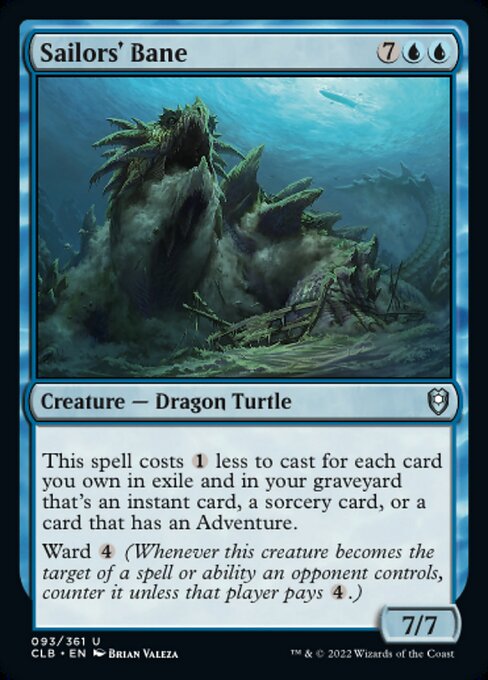 Sailors' Bane 7
Creature — Dragon Turtle
This spell costs 1 less to cast for each card
you own in exile and in your graveyard
that's an instant card, a sorcery card, or a
card that has an Adventure.
Ward 4 (Whenever this creature becomes the
target of a spell or ability an opponent controls,
counter it unless that player pays 4.)
7/7
093/361 U
CLB • EN Brian Valeza ™ & © 2022 Wizards of the Coast